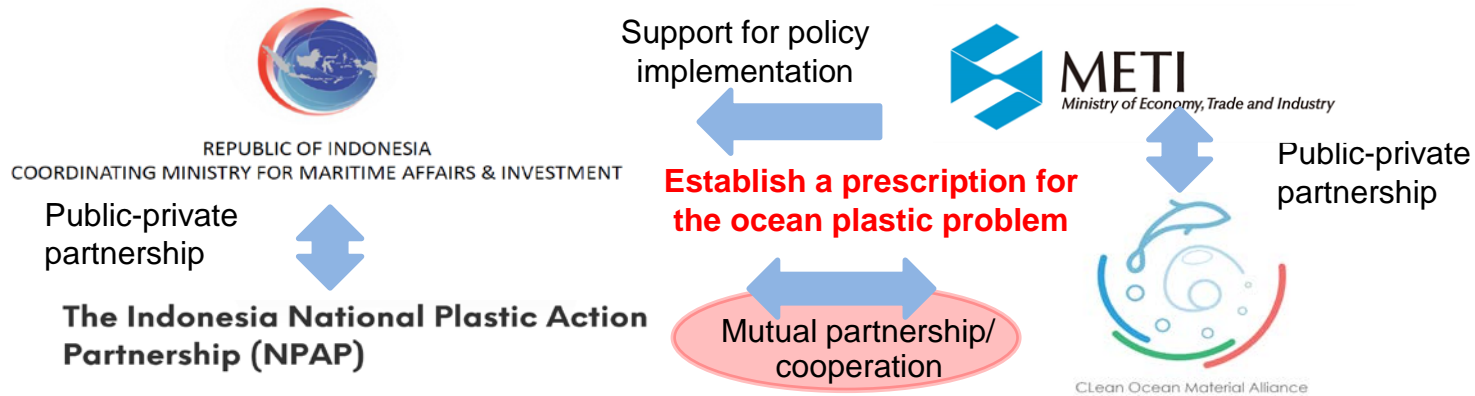 Support for policy
implementation
METI
Ministry of Economy, Trade and Industry
REPUBLIC OF INDONESIA
COORDINATING MINISTRY FOR MARITIME AFFAIRS & INVESTMENT
Public-private
partnership
Establish a prescription for
the ocean plastic problem
Public-private
partnership
The Indonesia National Plastic Action
Partnership (NPAP)
Mutual partnership/
cooperation
CLean Ocean Material Alliance